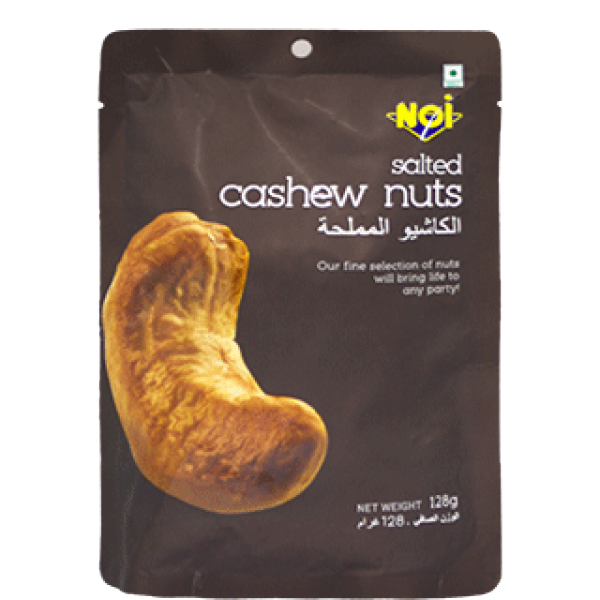 Noi
salted
cashew nuts
الكاشيو المملحة
Our fine selection of nuts
will bring life to
any party!
NET WEIGHT 128g
الوزن الصافي . 128 غرام